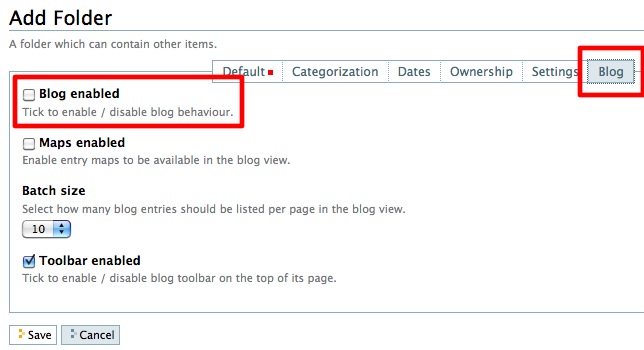 Add Folder
A folder which can contain other items.
Default Categorization Dates Ownership Settings Blog
Blog enabled
Tick to enable / disable blog behaviour.
Maps enabled
Enable entry maps to be available in the blog view.
Batch size
Select how many blog entries should be listed per page in the blog view.
10
Toolbar enabled
Tick to enable / disable blog toolbar on the top of its page.
Save Cancel